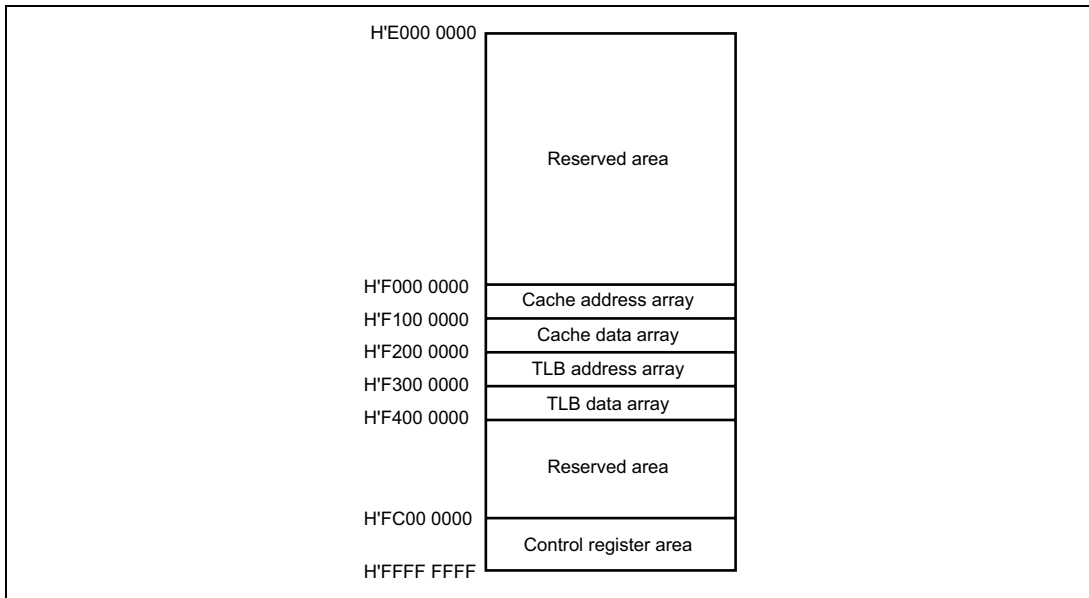 H'E000 0000
Reserved area
H'F000 0000
Cache address array
H'F100 0000
Cache data array
H'F200 0000
TLB address array
H'F300 0000
TLB data array
H'F400 0000
Reserved area
H'FC00 0000
Control register area
H'FFFF FFFF